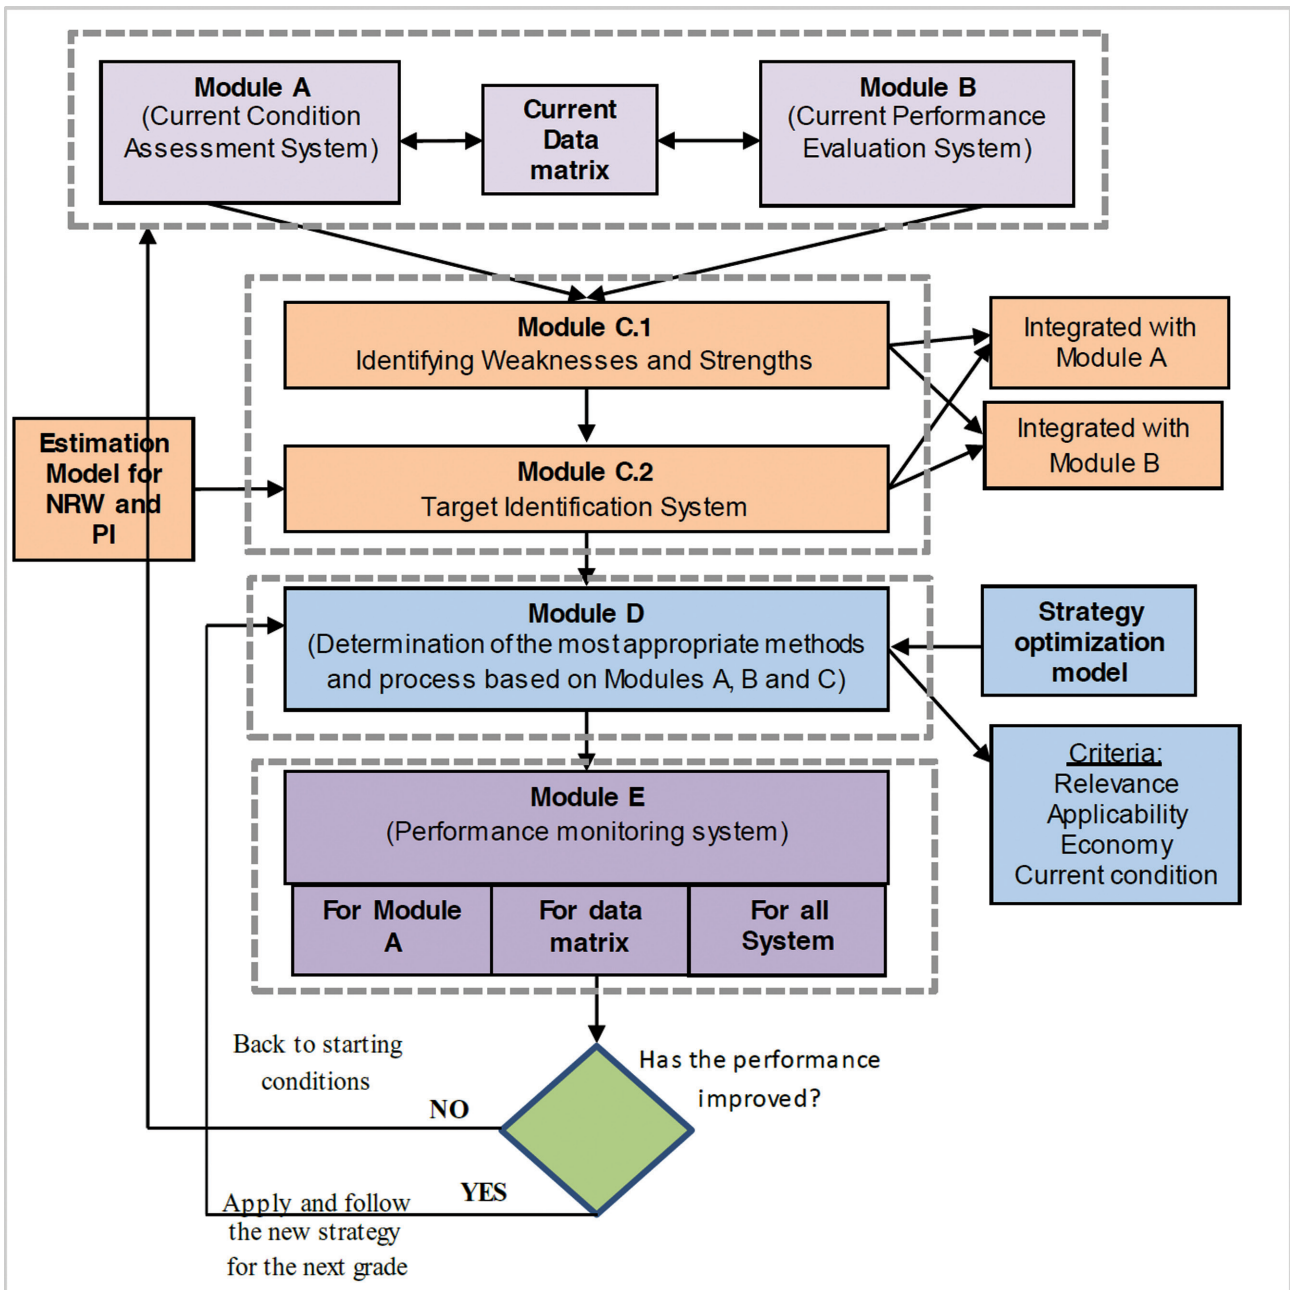 Module A
(Current Condition
Assessment System)
Current
Data
matrix
Module B
(Current Performance
Evaluation System)
Module C.1
Identifying Weaknesses and Strengths
Integrated with
Module A
Integrated with
Module B
Estimation
Model for
NRW and
PI
Module C.2
Target Identification System
Module D
(Determination of the most appropriate methods
and process based on Modules A, B and C)
Strategy
optimization
model
Criteria:
Relevance
Applicability
Economy
Current condition
Module E
(Performance monitoring system)
For Module
A
For data
matrix
For all
System
Back to starting
conditions
NO
Has the performance
improved?
YES
Apply and follow
the new strategy
for the next grade